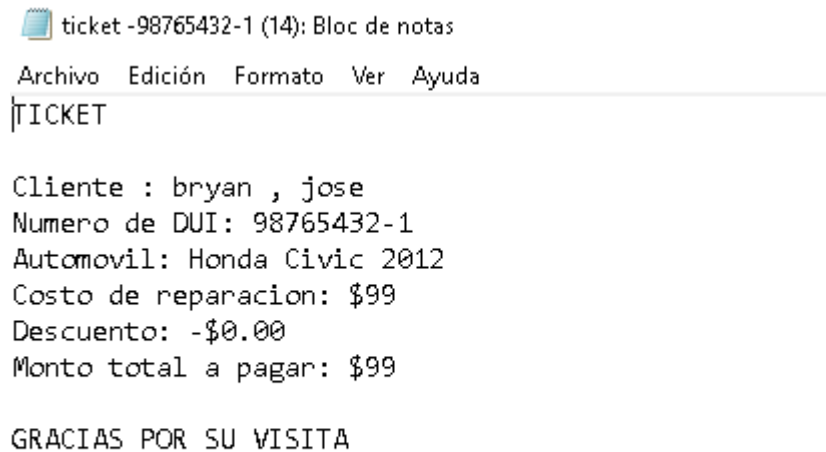 ticket -98765432-1 (14): Bloc de notas
Archivo Edición Formato Ver Ayuda
TICKET
Cliente : bryan , jose
Numero de DUI: 98765432-1
Automovil: Honda Civic 2012
Costo de reparacion: $99
Descuento: -$0.00
Monto total a pagar: $99
GRACIAS POR SU VISITA